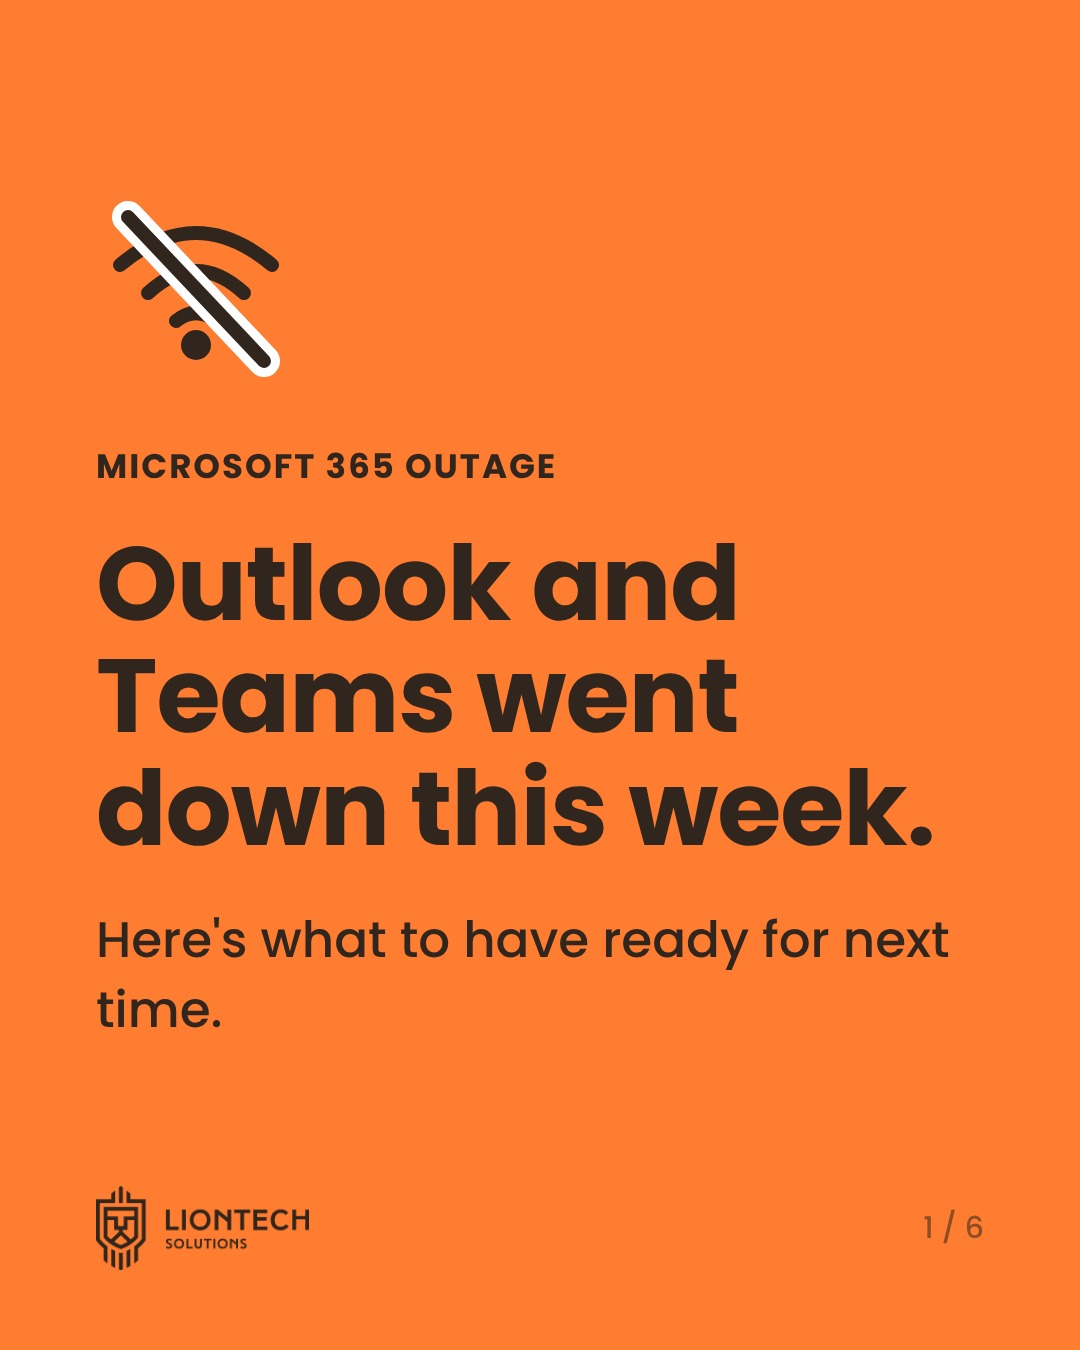 MICROSOFT 365 OUTAGE
Outlook and
Teams went
down this week.
Here's what to have ready for next
time.
LIONTECH
SOLUTIONS
1 / 6